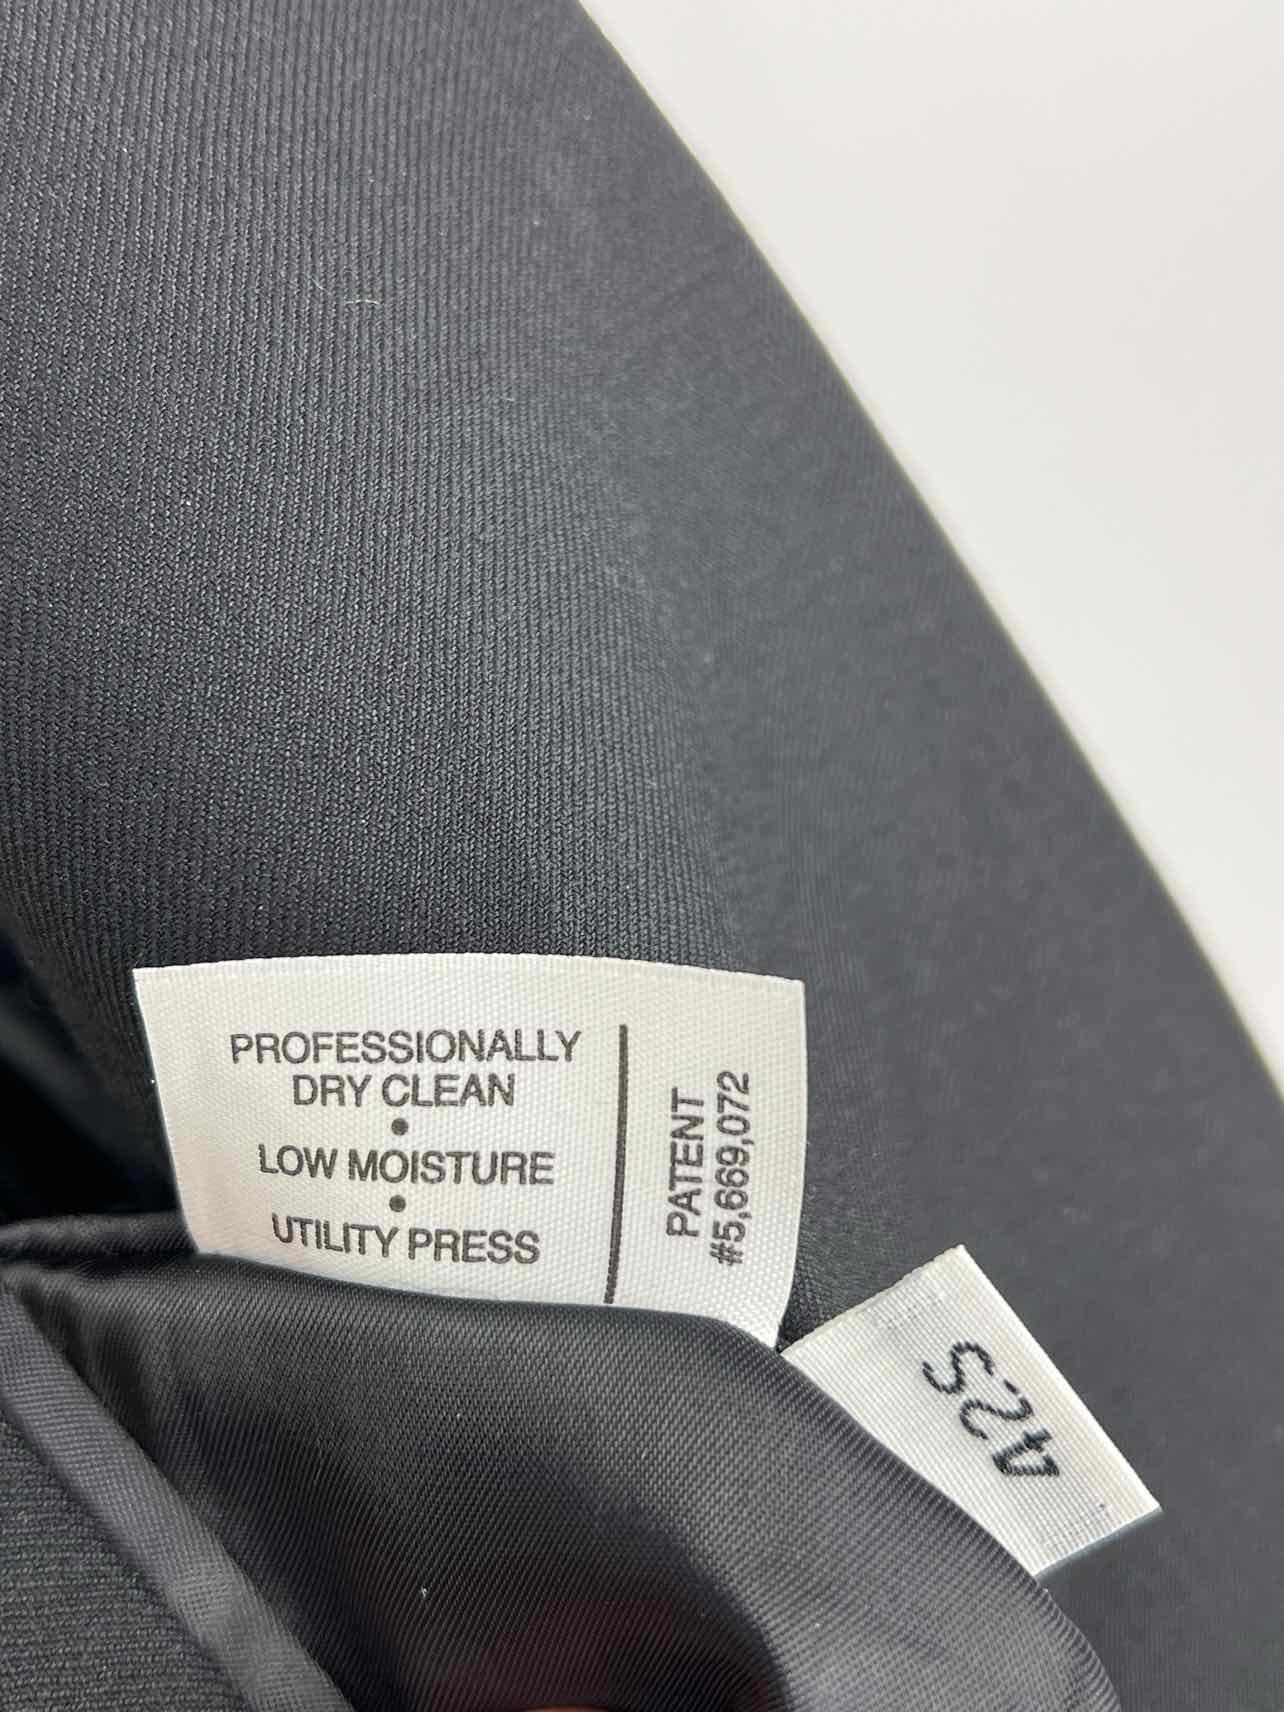 PROFESSIONALLY
DRY CLEAN
•
LOW MOISTURE
•
UTILITY PRESS
PATENT
#5,669,072
42S